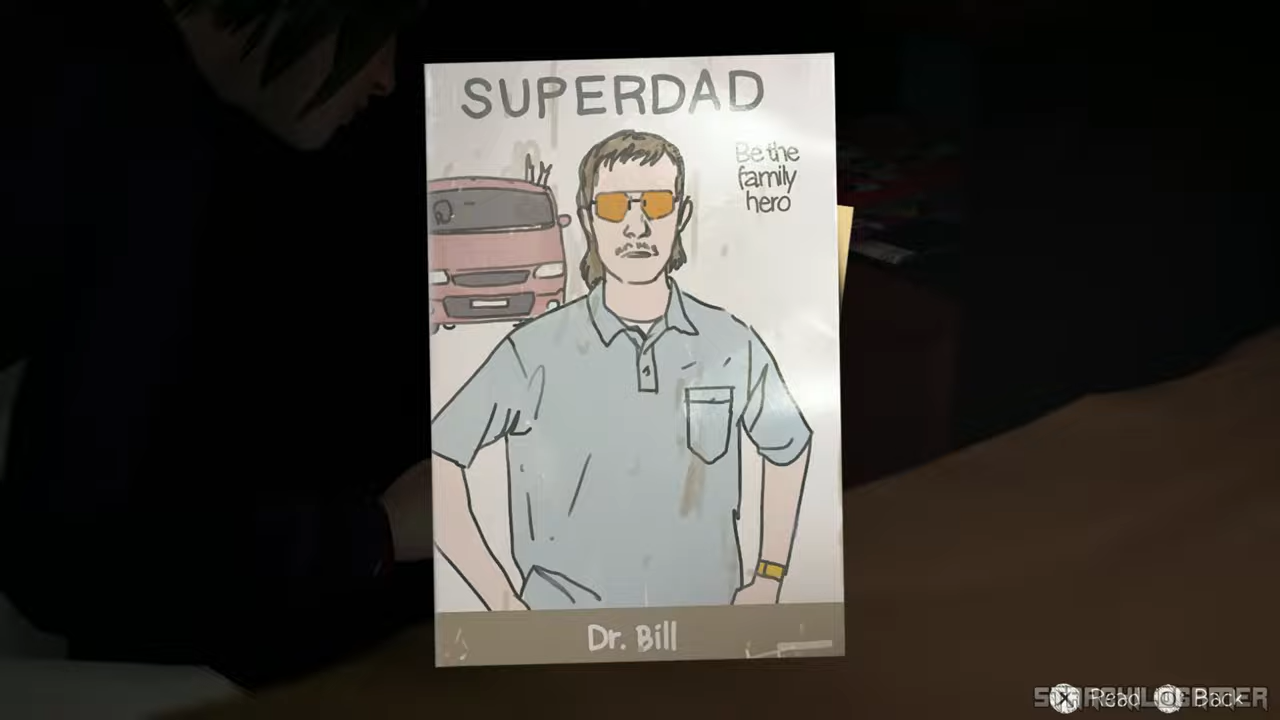 SUPERDAD
Be the
family
hero
Dr. Bill
X Read Back